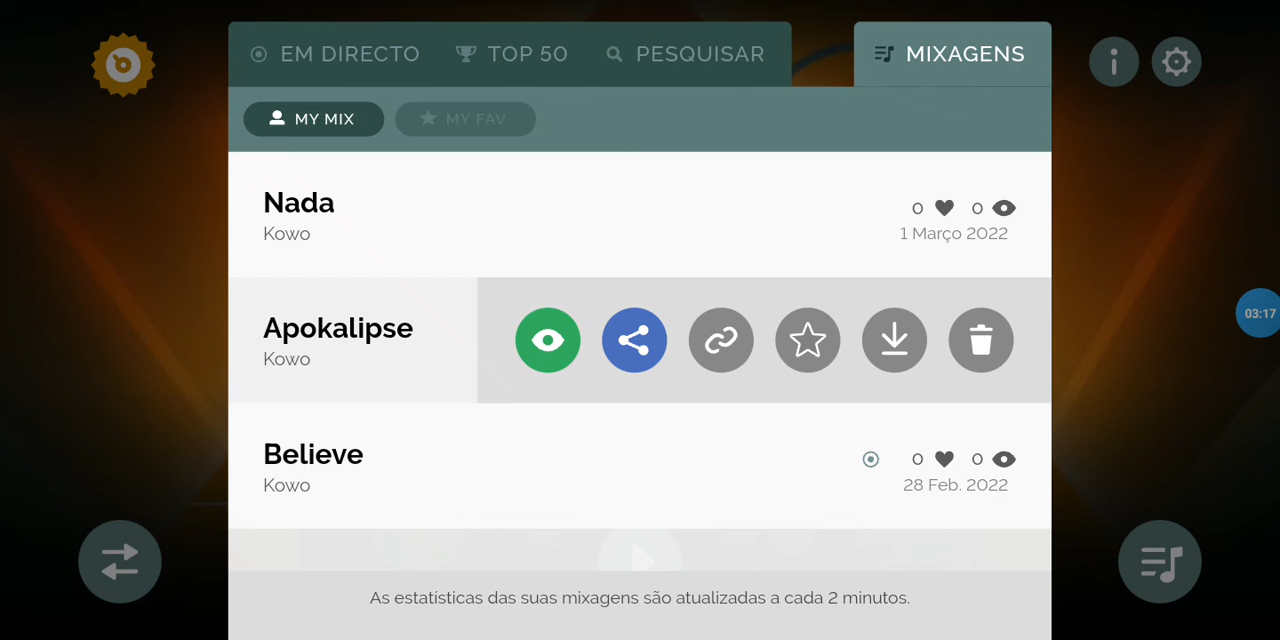 EM DIRECTO TOP 50 PESQUISAR MIXAGENS
MY MIX MY FAV
Nada
0 0
Kowo
1 Março 2022
Apokalipse
Kowo
03:17
Believe
0 0
Kowo
28 Feb. 2022
As estatísticas das suas mixagens são atualizadas a cada 2 minutos.